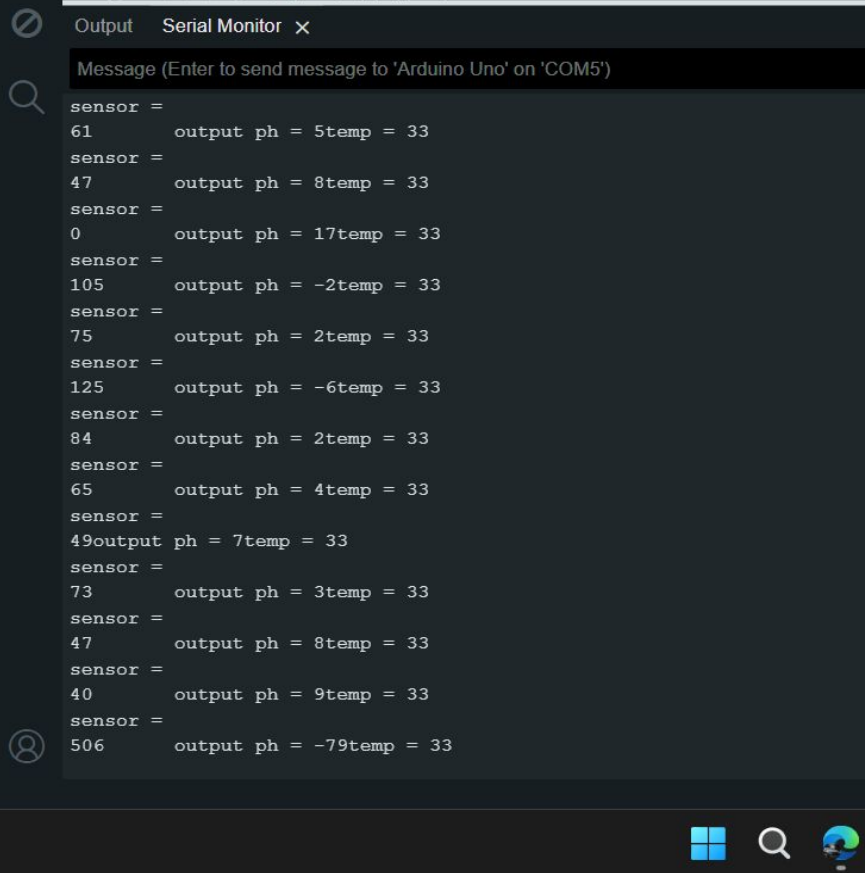 Output Serial Monitor
Message (Enter to send message to 'Arduino Uno' on 'COM5')
sensor =
61 output ph = 5temp = 33
sensor =
47 output ph = 8temp = 33
sensor =
0 output ph = 17temp = 33
sensor =
105 output ph = -2temp = 33
sensor =
75 output ph = 2temp = 33
sensor =
125 output ph = -6temp = 33
sensor =
84 output ph = 2temp = 33
sensor =
65 output ph = 4temp = 33
sensor =
49output ph = 7temp = 33
sensor =
73 output ph = 3temp = 33
sensor =
47 output ph = 8temp = 33
sensor =
40 output ph = 9temp = 33
sensor =
506 output ph = -79temp = 33